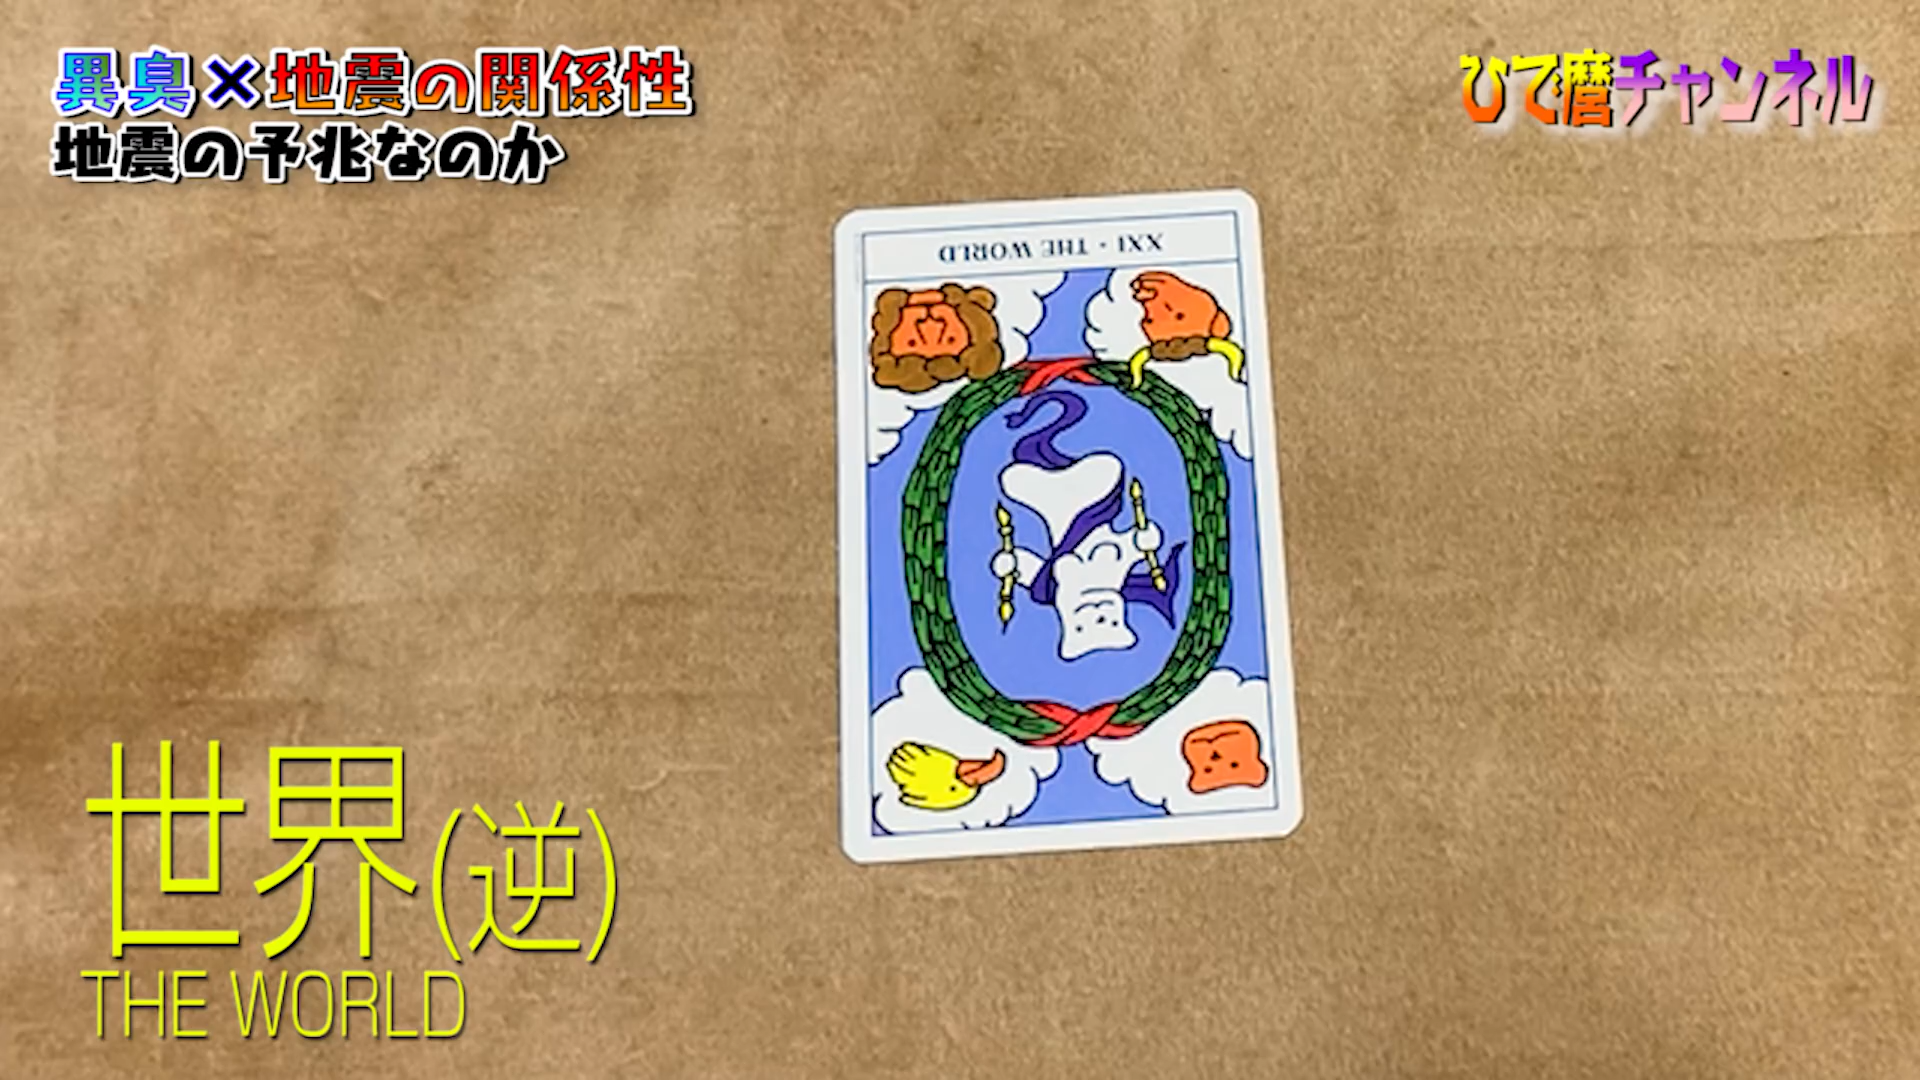 異臭×地震の関係性
地震の予兆なのか
ひで麿チャンネル
XXI・THE WORLD
世界(逆)
THE WORLD